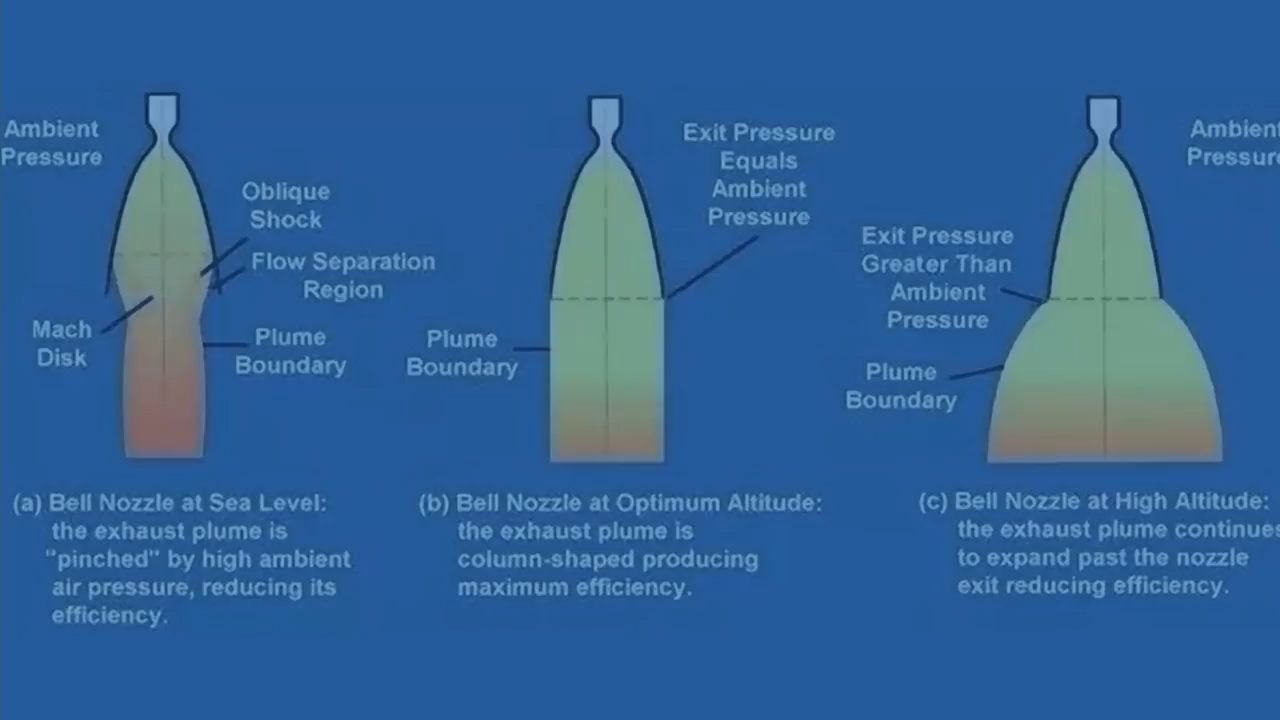 Ambient
Pressure
Oblique
Shock
Flow Separation
Region
Mach
Disk
Plume
Boundary
(a) Bell Nozzle at Sea Level:
the exhaust plume is
"pinched" by high ambient
air pressure, reducing its
efficiency.
Exit Pressure
Equals
Ambient
Pressure
Plume
Boundary
(b) Bell Nozzle at Optimum Altitude:
the exhaust plume is
column-shaped producing
maximum efficiency.
Ambient
Pressure
Exit Pressure
Greater Than
Ambient
Pressure
Plume
Boundary
(c) Bell Nozzle at High Altitude:
the exhaust plume continues
to expand past the nozzle
exit reducing efficiency.